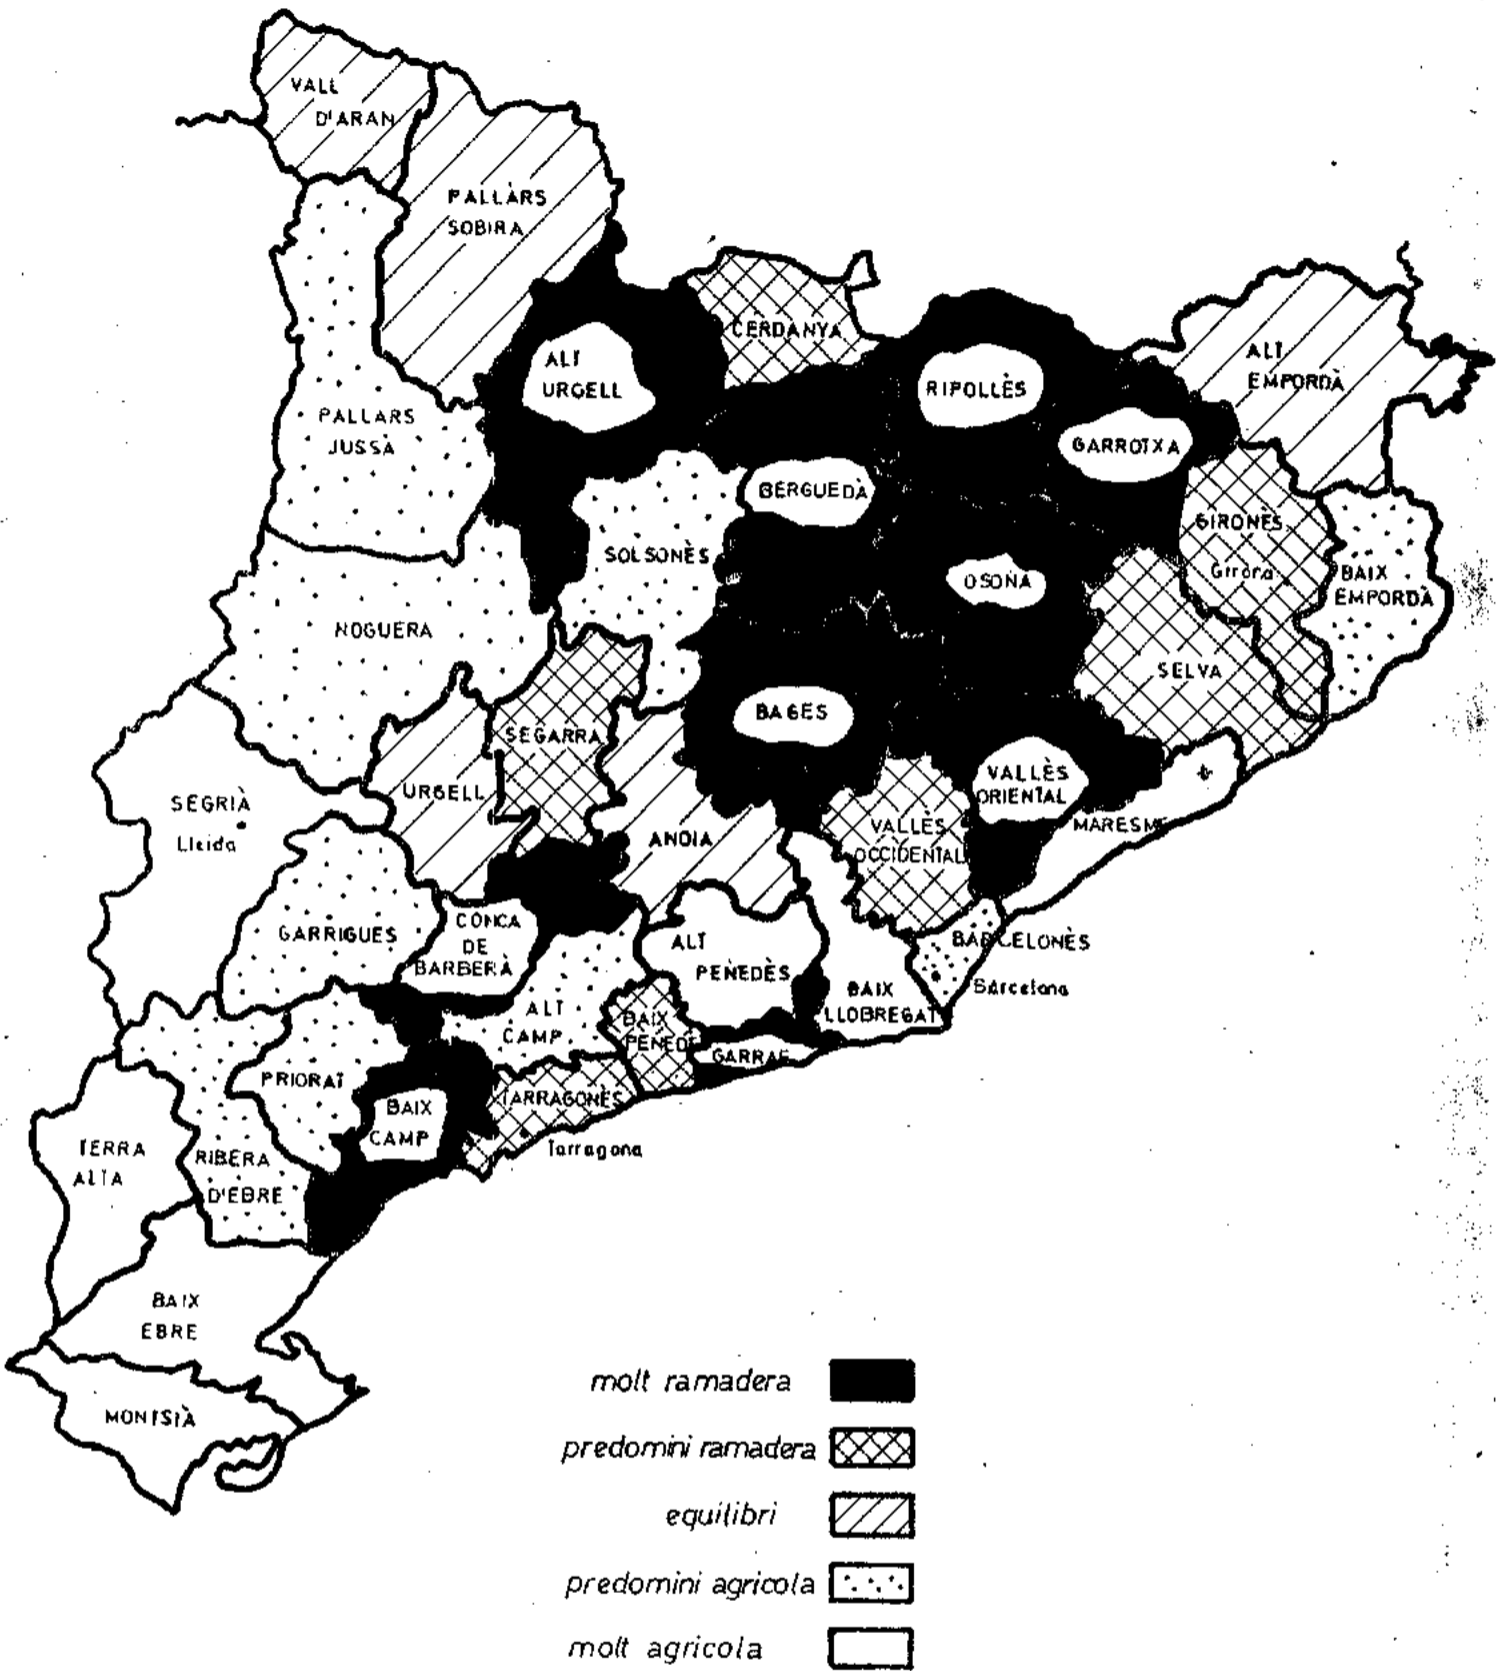 VALL
D'ARAN
PALLÀRS
SOBIRA
CERDANYA
ALT
URGELL
RIPOLLÈS
ALT
EMPORDÀ
PALLARS
JUSSÀ
GARROTXA
BERGUEDÀ
GIRONÈS
Girona
SOLSONÈS
OSONA
BAIX
EMPORDÀ
NOGUERA
SELVA
BAGES
SEGARRA
URGELL
VALLÈS
ORIENTAL
SEGRIÀ
Lleida
ANOIA
VALLÈS
OCCIDENTAL
MARESME
GARRIGUES
CONCA
DE
BARBERÀ
ALT
PENEDÈS
BARCELONÈS
Barcelona
BAIX
LLOBREGAT
ALT
CAMP
BAIX
PENEDÈ
GARRAF
PRIORAT
TARRAGONÈS
Tarragona
BAIX
CAMP
TERRA
ALTA
RIBERA
D'EBRE
BAIX
EBRE
MONTSIÀ
molt ramadera
predomini ramadera
equilibri
predomini agricola
molt agricola